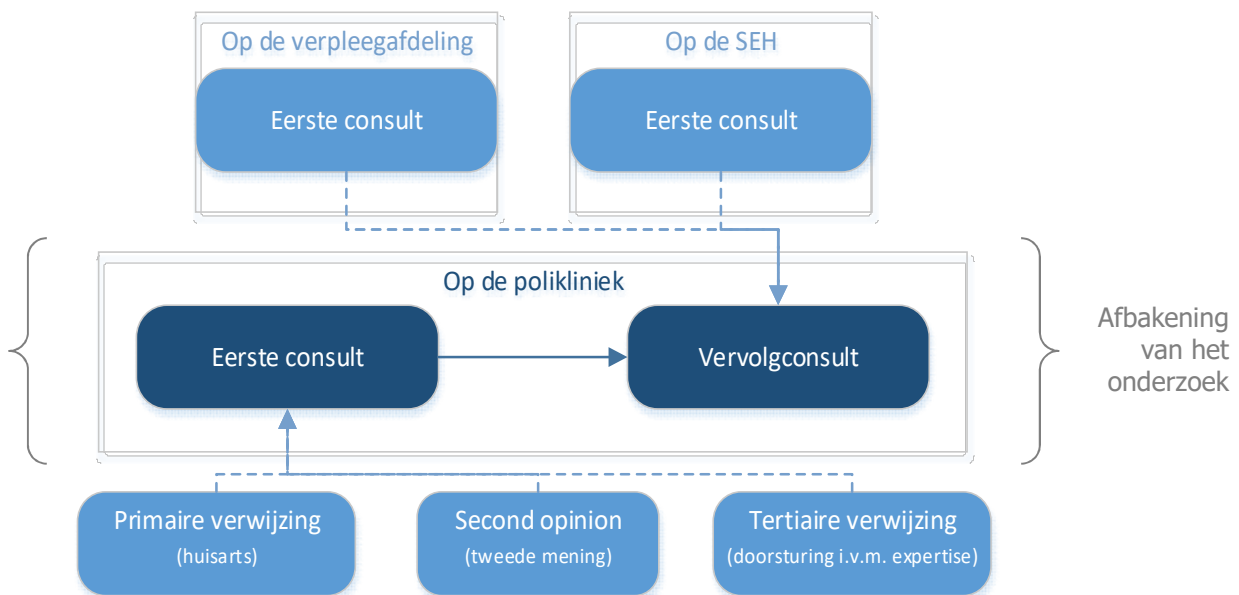 Op de verpleegafdeling
Eerste consult
Op de SEH
Eerste consult
Op de polikliniek
Eerste consult
Vervolgconsult
Afbakening
van het
onderzoek
Primaire verwijzing
(huisarts)
Second opinion
(tweede mening)
Tertiaire verwijzing
(doorsturing i.v.m. expertise)